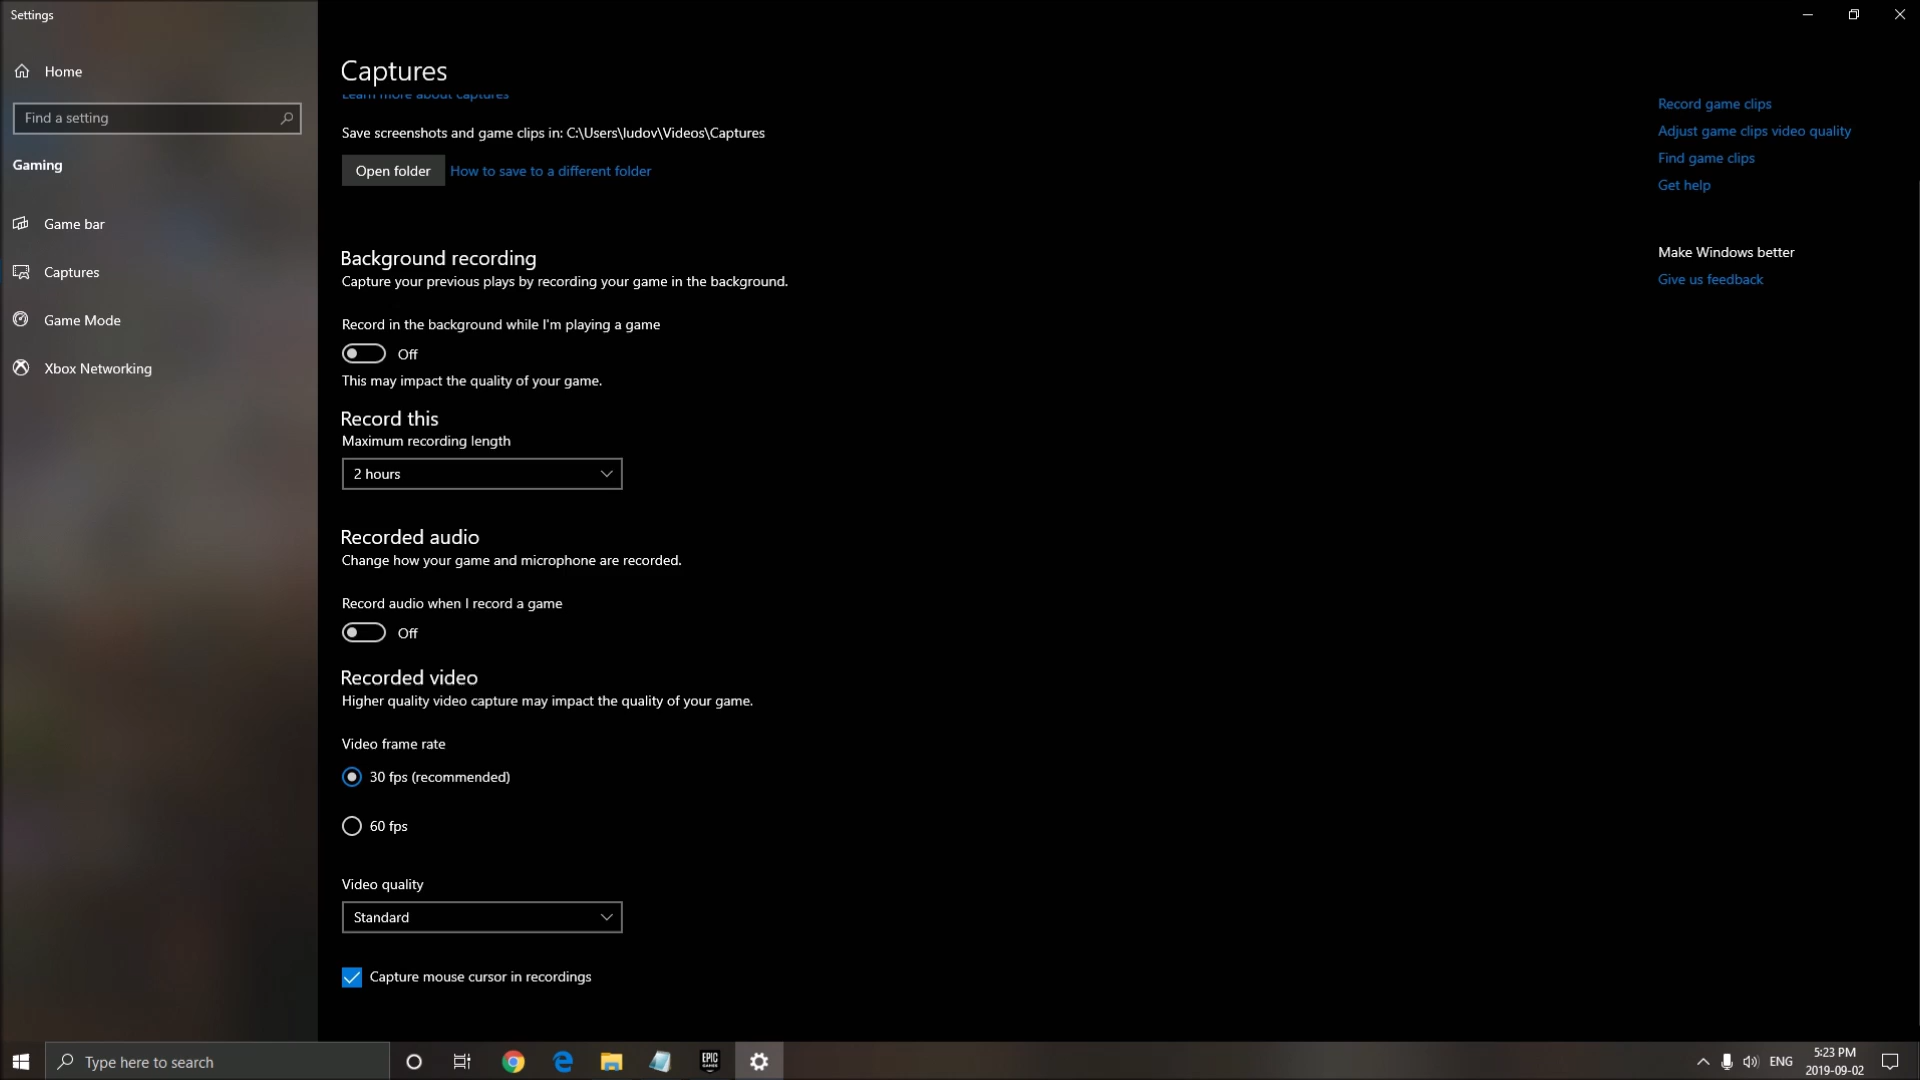 Settings
Home
Find a setting
Gaming
Game bar
Captures
Game Mode
Xbox Networking
Captures
Learn more about captures
Save screenshots and game clips in: C:\Users\ludov\Videos\Captures
Open folder
How to save to a different folder
Background recording
Capture your previous plays by recording your game in the background.
Record in the background while I'm playing a game
Off
This may impact the quality of your game.
Record this
Maximum recording length
2 hours
Recorded audio
Change how your game and microphone are recorded.
Record audio when I record a game
Off
Recorded video
Higher quality video capture may impact the quality of your game.
Video frame rate
30 fps (recommended)
60 fps
Video quality
Standard
Capture mouse cursor in recordings
Record game clips
Adjust game clips video quality
Find game clips
Get help
Make Windows better
Give us feedback
Type here to search
EPIC
GAMES
ENG
5:23 PM
2019-09-02